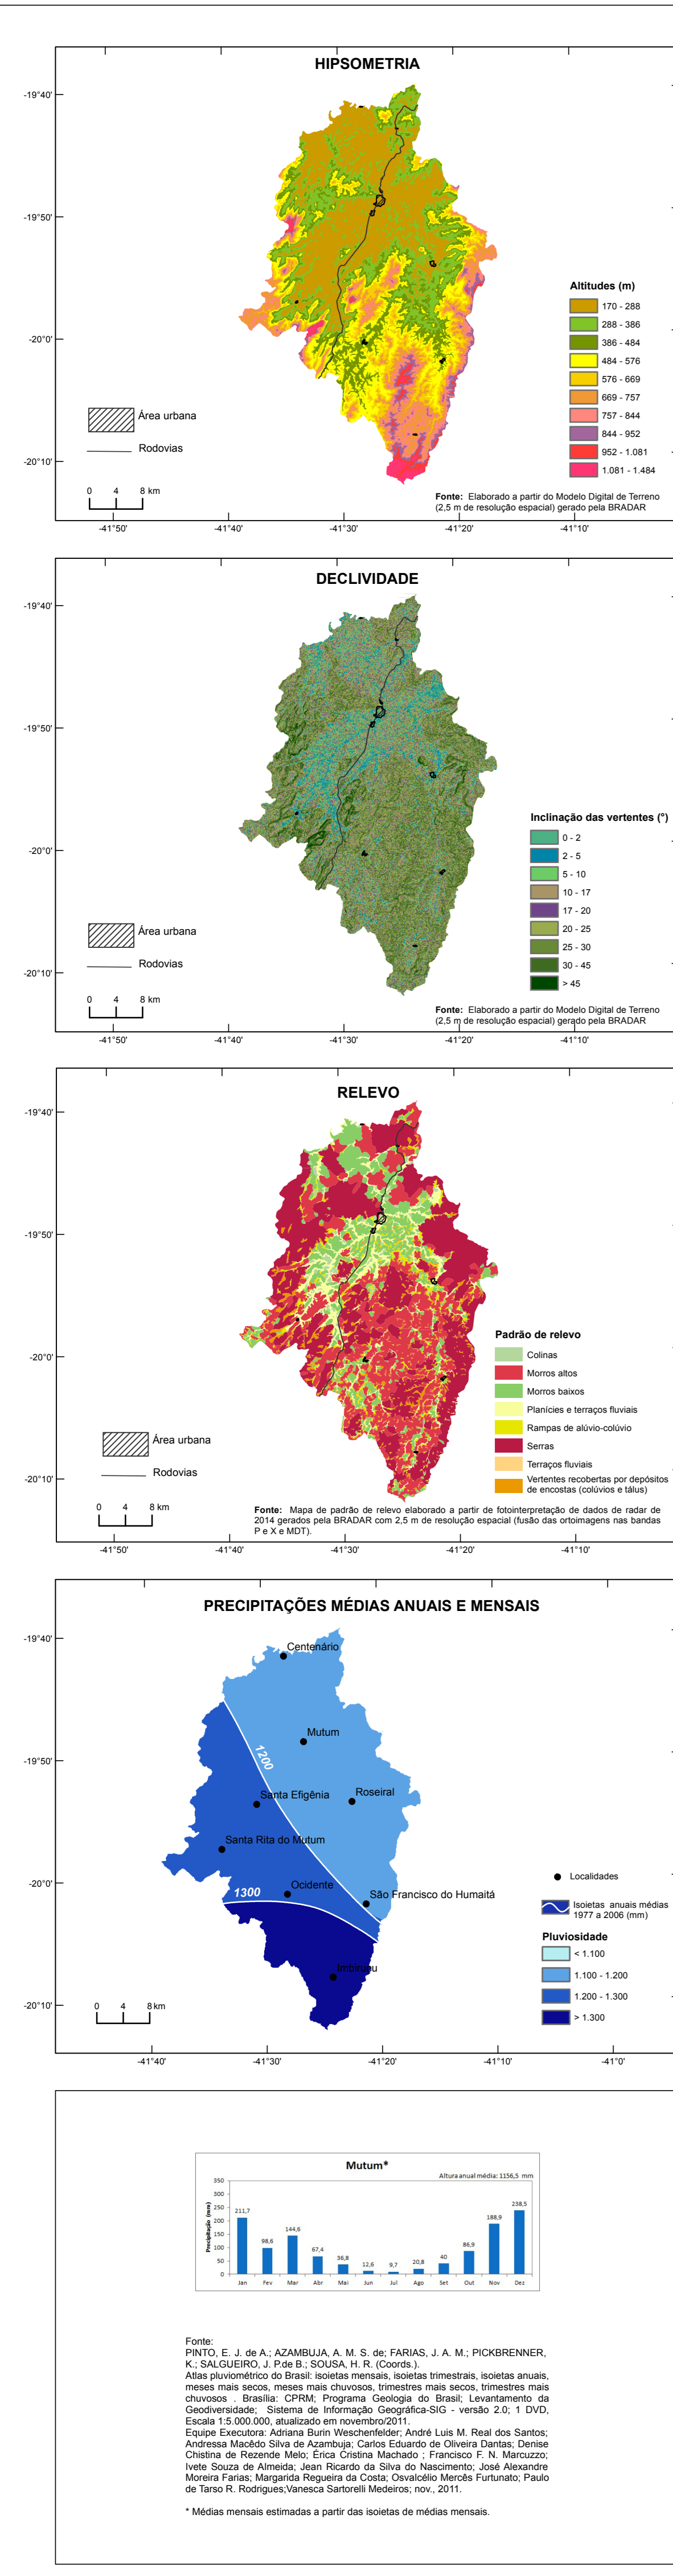 HIPSOMETRIA
-19°40'
-19°50'
-20°0'
-20°10'
Altitudes (m)
170 - 288
288 - 386
386 - 484
484 - 576
576 - 669
669 - 757
757 - 844
844 - 952
952 - 1.081
1.081 - 1.484
Área urbana
Rodovias
0 4 8 km
Fonte: Elaborado a partir do Modelo Digital de Terreno
(2,5 m de resolução espacial) gerado pela BRADAR
-41°50' -41°40' -41°30' -41°20' -41°10'
DECLIVIDADE
-19°40'
-19°50'
-20°0'
-20°10'
Inclinação das vertentes (°)
0 - 2
2 - 5
5 - 10
10 - 17
17 - 20
20 - 25
25 - 30
30 - 45
> 45
Área urbana
Rodovias
0 4 8 km
Fonte: Elaborado a partir do Modelo Digital de Terreno
(2,5 m de resolução espacial) gerado pela BRADAR
-41°50' -41°40' -41°30' -41°20' -41°10'
RELEVO
-19°40'
-19°50'
-20°0'
-20°10'
Padrão de relevo
Colinas
Morros altos
Morros baixos
Planícies e terraços fluviais
Rampas de alúvio-colúvio
Serras
Terraços fluviais
Vertentes recobertas por depósitos
de encostas (colúvios e tálus)
Área urbana
Rodovias
0 4 8 km
Fonte: Mapa de padrão de relevo elaborado a partir de fotointerpretação de dados de radar de
2014 gerados pela BRADAR com 2,5 m de resolução espacial (fusão das ortoimagens nas bandas
P e X e MDT).
-41°50' -41°40' -41°30' -41°20' -41°10'
PRECIPITAÇÕES MÉDIAS ANUAIS E MENSAIS
-19°40'
-19°50'
-20°0'
-20°10'
Centenário
Mutum
1200
Santa Efigênia
Roseiral
Santa Rita do Mutum
Ocidente
1300
São Francisco do Humaitá
Imbiruçu
Localidades
Isoietas anuais médias
1977 a 2006 (mm)
Pluviosidade
< 1.100
1.100 - 1.200
1.200 - 1.300
> 1.300
0 4 8 km
-41°40' -41°30' -41°20' -41°10' -41°0'
Mutum*
Altura anual média: 1156,5 mm
Precipitação (mm)
350
300
250
200
150
100
50
0
211,7 98,6 144,6 67,4 36,8 12,6 9,7 20,8 40 86,9 188,9 238,5
Jan Fev Mar Abr Mai Jun Jul Ago Set Out Nov Dez
Fonte:
PINTO, E. J. de A.; AZAMBUJA, A. M. S. de; FARIAS, J. A. M.; PICKBRENNER,
K.; SALGUEIRO, J. P.de B.; SOUSA, H. R. (Coords.).
Atlas pluviométrico do Brasil: isoietas mensais, isoietas trimestrais, isoietas anuais,
meses mais secos, meses mais chuvosos, trimestres mais secos, trimestres mais
chuvosos . Brasília: CPRM; Programa Geologia do Brasil; Levantamento da
Geodiversidade; Sistema de Informação Geográfica-SIG - versão 2.0; 1 DVD,
Escala 1:5.000.000, atualizado em novembro/2011.
Equipe Executora: Adriana Burin Weschenfelder; André Luis M. Real dos Santos;
Andressa Macêdo Silva de Azambuja; Carlos Eduardo de Oliveira Dantas; Denise
Chistina de Rezende Melo; Érica Cristina Machado ; Francisco F. N. Marcuzzo;
Ivete Souza de Almeida; Jean Ricardo da Silva do Nascimento; José Alexandre
Moreira Farias; Margarida Regueira da Costa; Osvalcélio Mercês Furtunato; Paulo
de Tarso R. Rodrigues;Vanesca Sartorelli Medeiros; nov., 2011.
* Médias mensais estimadas a partir das isoietas de médias mensais.